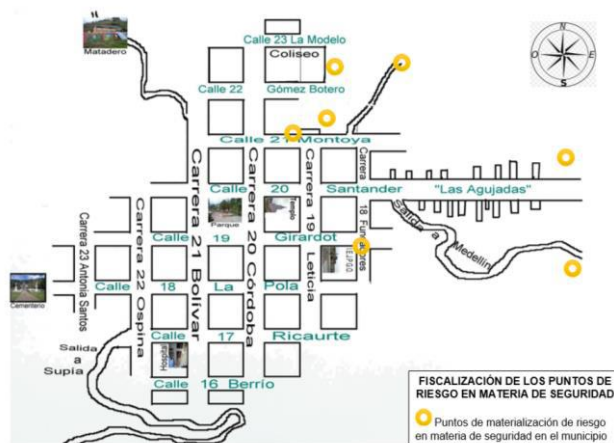 Matadero
Calle 23 La Modelo
Coliseo
Calle 22
Gómez Botero
Calle 21 Montoya
N
O
E
S
Carrera 21 Bolívar
Carrera 20 Córdoba
Carrera 19
Leticia
Carrera
18 Fundadores
Calle 20 Santander
"Las Agujadas"
Parque
Templo
Calle 19 Girardot
Salida a
Medellín
Carrera 23 Antonia Santos
Carrera 22 Ospina
Cementerio
Calle 18 La Pola
Calle 17 Ricaurte
Hospital
Calle 16 Berrío
Salida
a
Supía
FISCALIZACIÓN DE LOS PUNTOS DE
RIESGO EN MATERIA DE SEGURIDAD
Puntos de materialización de riesgo
en materia de seguridad en el municipio